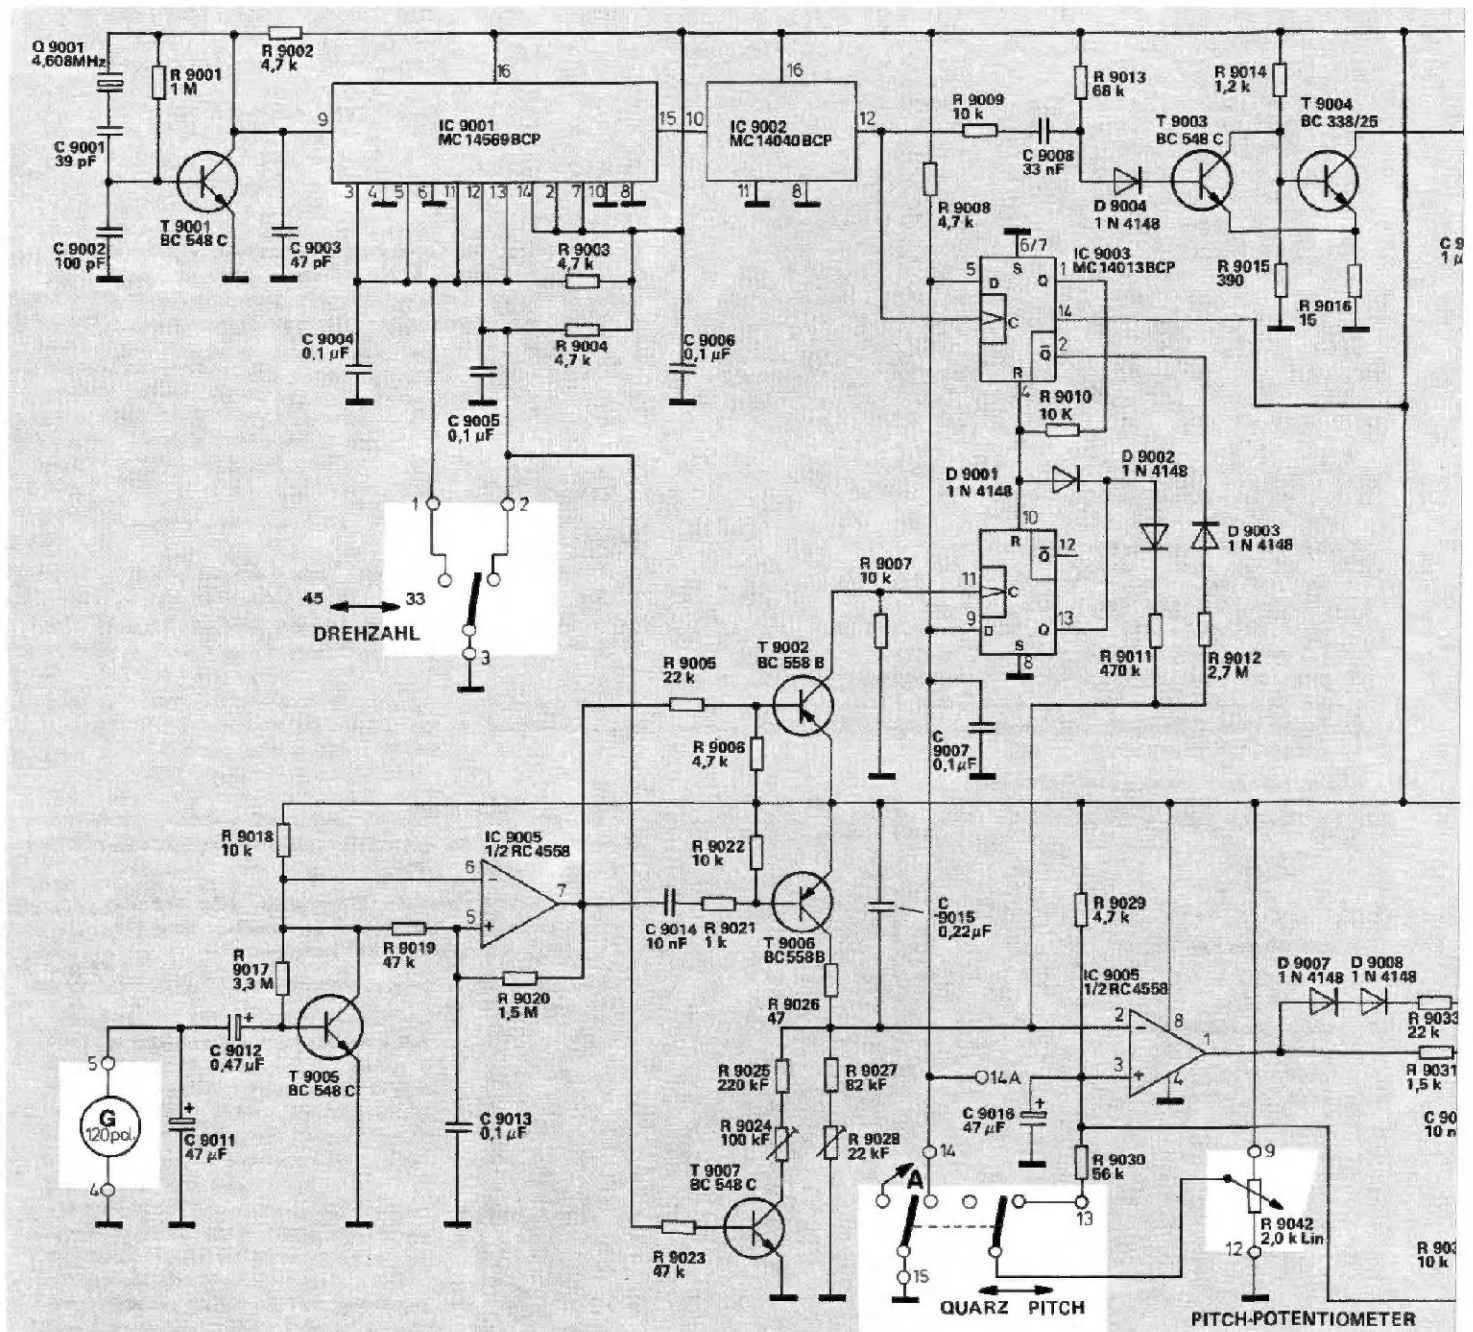 Q 9001
4,608MHz
R 9001
1 M
R 9002
4,7 k
C 9001
39 pF
C 9002
100 pF
T 9001
BC 548 C
C 9003
47 pF
16
9
IC 9001
MC 14569 BCP
15
3
4
5
6
11
12
13
14
2
7
10
8
10
16
IC 9002
MC 14040 BCP
12
11
8
R 9003
4,7 k
R 9004
4,7 k
C 9004
0,1 µF
C 9005
0,1 µF
C 9006
0,1 µF
R 9009
10 k
C 9008
33 nF
R 9008
4,7 k
R 9013
68 k
D 9004
1 N 4148
T 9003
BC 548 C
R 9014
1,2 k
T 9004
BC 338/25
R 9015
390
R 9016
15
C 9
1 µ
6/7
IC 9003
MC 14013 BCP
5
S
1
D
Q
14
C
2
Q
R
4
R 9010
10 K
D 9001
1 N 4148
D 9002
1 N 4148
D 9003
1 N 4148
10
R
Q
12
11
C
9
D
Q
13
S
8
R 9007
10 k
R 9011
470 k
R 9012
2,7 M
C
9007
0,1 µF
1
2
45
33
DREHZAHL
3
R 9005
22 k
T 9002
BC 558 B
R 9006
4,7 k
R 9018
10 k
IC 9005
1/2 RC 4558
6
-
7
5
+
R
9017
3,3 M
R 9019
47 k
R 9020
1,5 M
R 9022
10 k
C 9014
10 nF
R 9021
1 k
T 9006
BC 558 B
C
9015
0,22µF
R 9029
4,7 k
R 9026
47
5
G
120pol.
4
C 9011
47 µF
C 9012
0,47 µF
T 9005
BC 548 C
C 9013
0,1 µF
R 9025
220 kF
R 9027
82 kF
R 9024
100 kF
R 9028
22 kF
T 9007
BC 548 C
R 9023
47 k
14A
C 9016
47 µF
IC 9005
1/2 RC 4558
2
-
8
1
3
+
4
D 9007
1 N 4148
D 9008
1 N 4148
R 9033
22 k
R 9031
1,5 k
C 90
10 n
R 9030
56 k
14
A
13
15
QUARZ
PITCH
9
R 9042
2,0 k Lin
12
R 903
10 k
PITCH-POTENTIOMETER